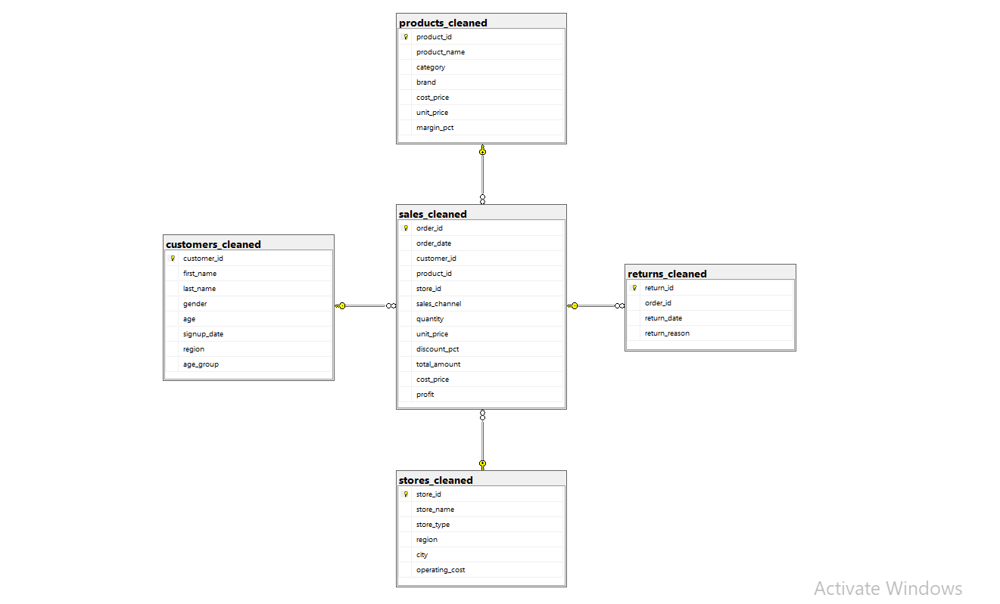 products_cleaned
product_id
product_name
category
brand
cost_price
unit_price
margin_pct
sales_cleaned
order_id
order_date
customer_id
product_id
store_id
sales_channel
quantity
unit_price
discount_pct
total_amount
cost_price
profit
customers_cleaned
customer_id
first_name
last_name
gender
age
signup_date
region
age_group
returns_cleaned
return_id
order_id
return_date
return_reason
stores_cleaned
store_id
store_name
store_type
region
city
operating_cost
Activate Windows